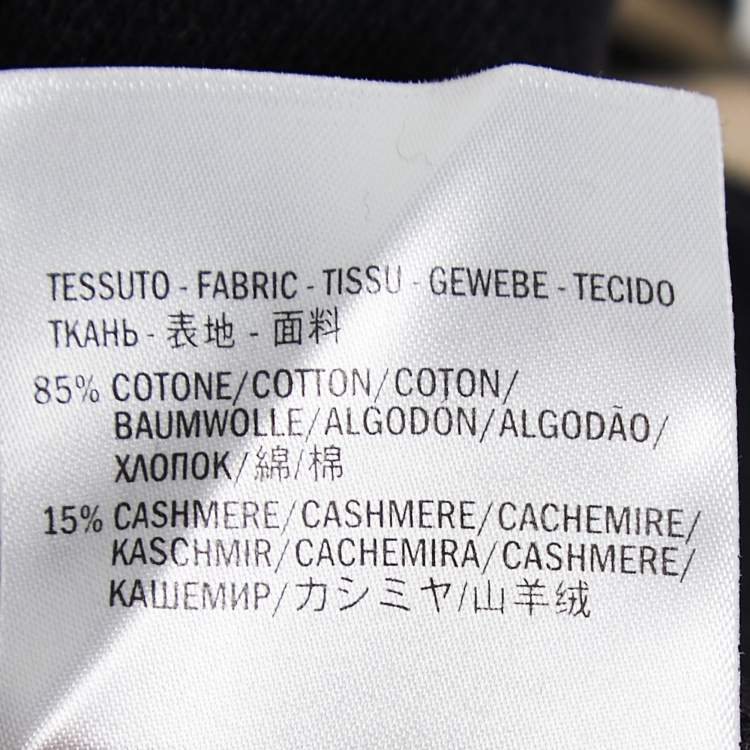 TESSUTO - FABRIC - TISSU - GEWEBE - TECIDO
ТКАНЬ - 表地 - 面料
85% COTONE/COTTON/COTON/
BAUMWOLLE/ALGODÓN/ALGODÃO/
ХЛОПОК/綿/棉
15% CASHMERE/CASHMERE/CACHEMIRE/
KASCHMIR/CACHEMIRA/CASHMERE/
КАШЕМИР/カシミヤ/山羊绒